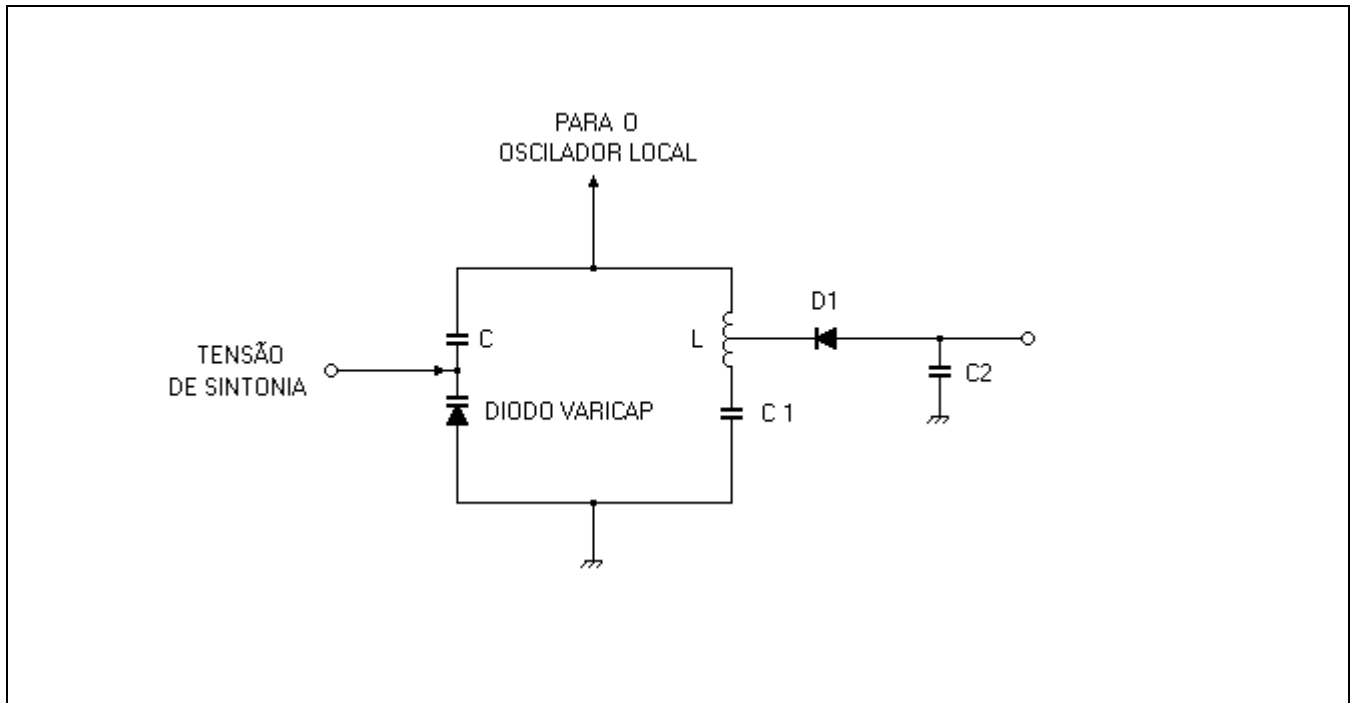 PARA O
OSCILADOR LOCAL
D1
C
L
TENSÃO
DE SINTONIA
C2
DIODO VARICAP
C 1